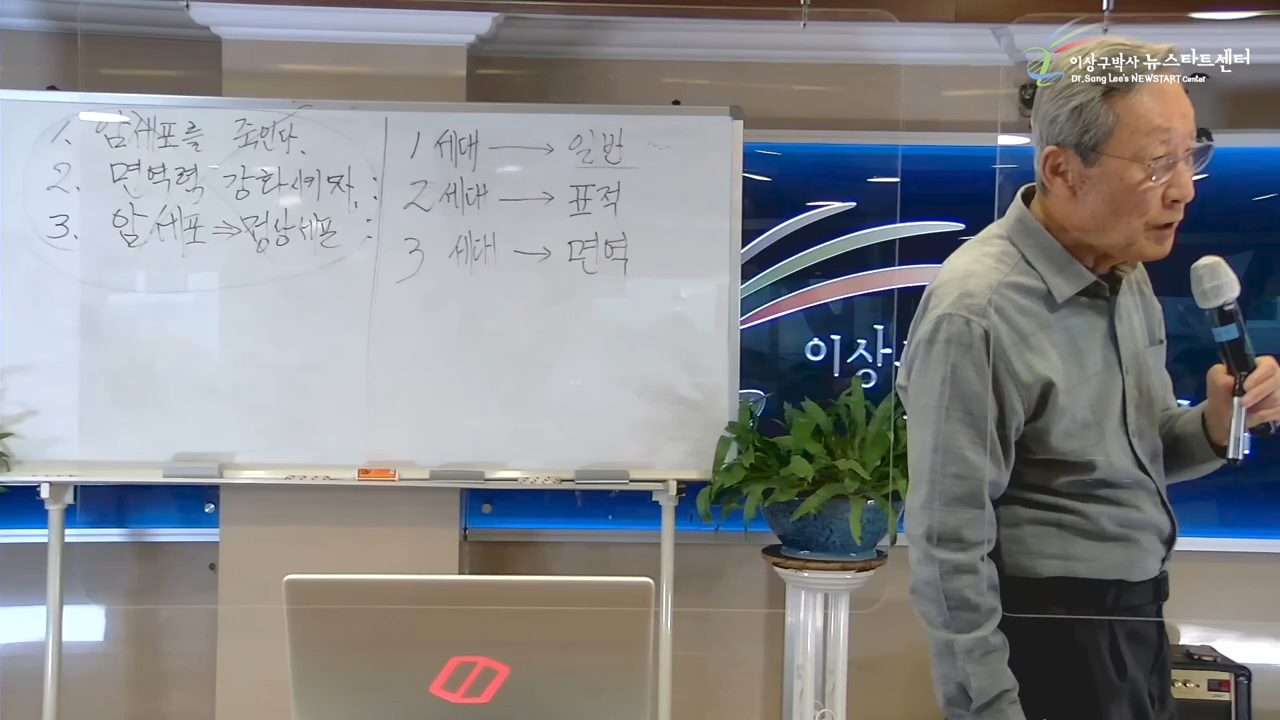 이상구박사 뉴스타트센터
Dr.Sang Lee's NEWSTART Center
1. 암세포를 죽인다.
2. 면역력 강화시키자.
3. 암세포⇒정상세포
1세대 → 일반
2세대 → 표적
3 세대 → 면역
이상